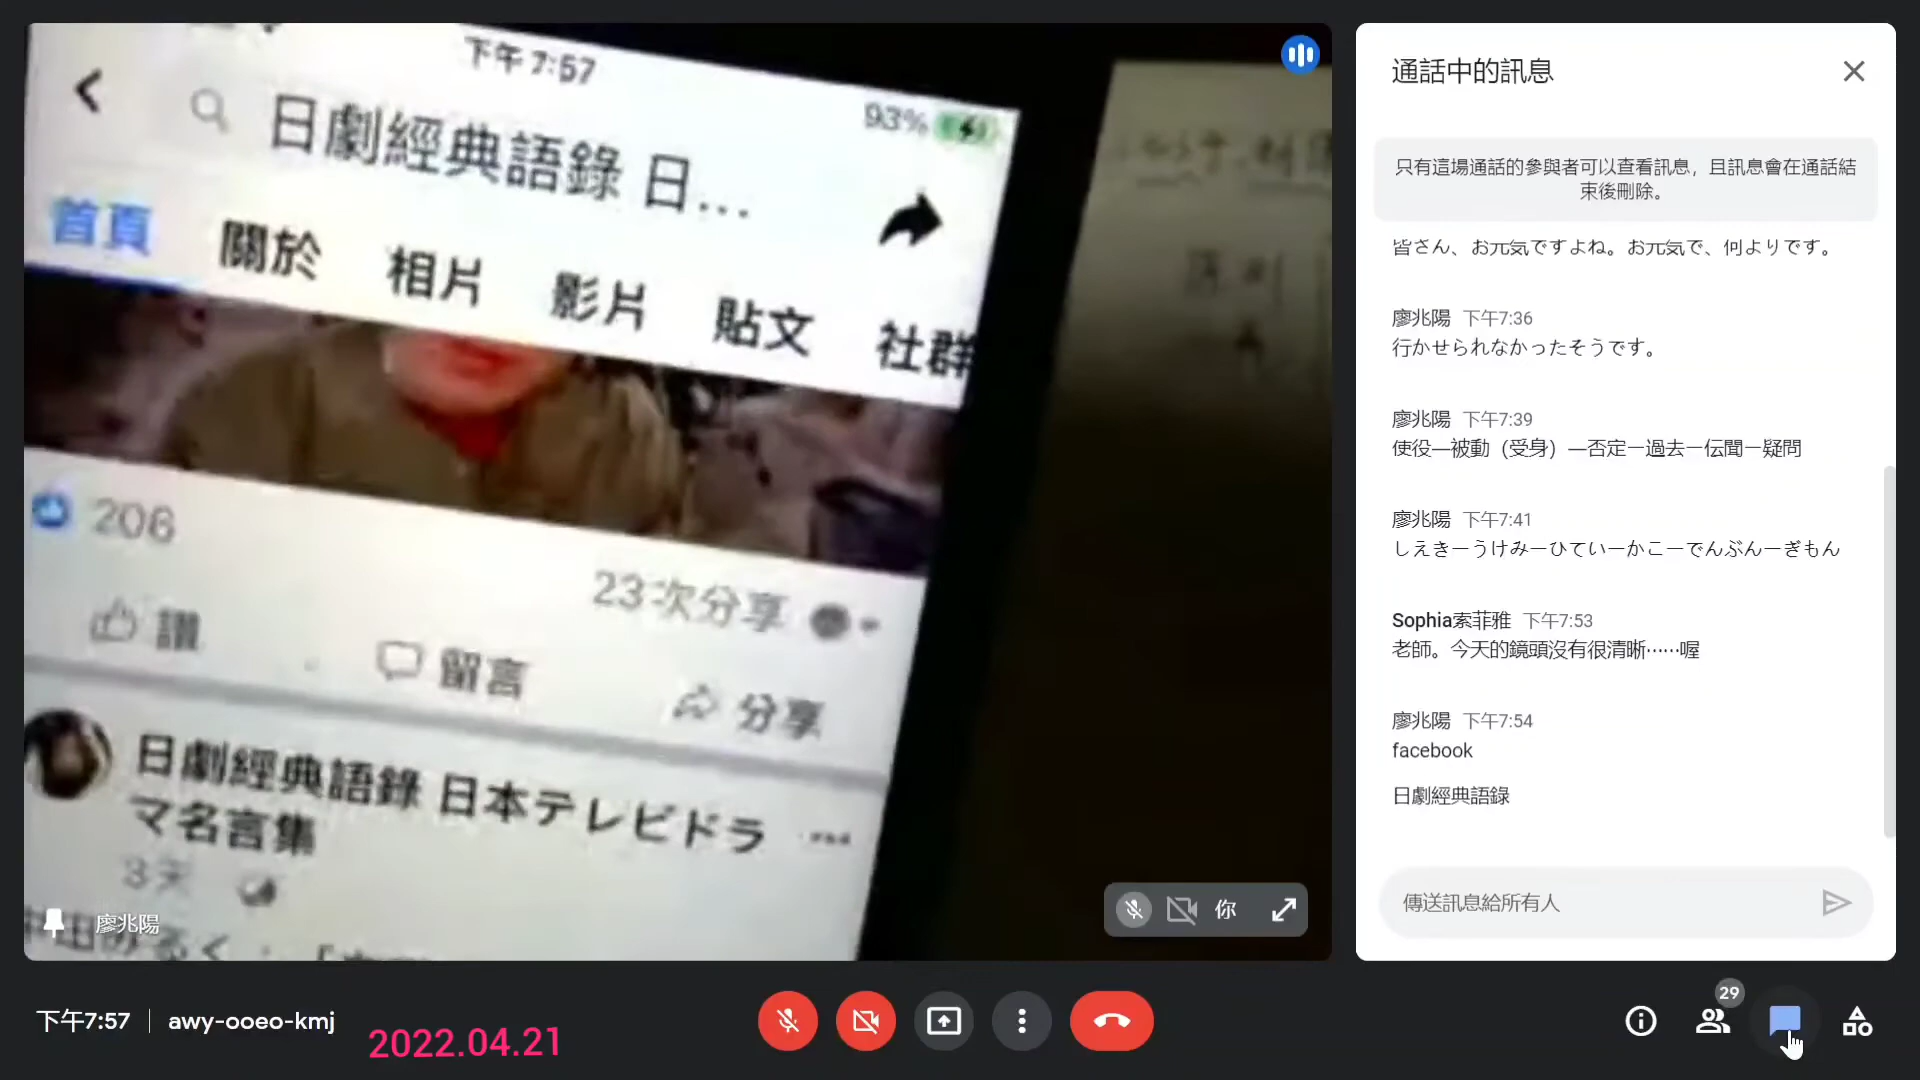 下午7:57
93%
日劇經典語錄 日...
首頁 關於 相片 影片 貼文 社群
206
23次分享
讚 留言 分享
日劇經典語錄 日本テレビドラ
マ名言集
3天
廖兆陽
你
通話中的訊息
只有這場通話的參與者可以查看訊息，且訊息會在通話結
束後刪除。
皆さん、お元気ですよね。お元気で、何よりです。
廖兆陽 下午7:36
行かせられなかったそうです。
廖兆陽 下午7:39
使役—被動（受身）—否定ー過去ー伝聞ー疑問
廖兆陽 下午7:41
しえきーうけみーひていーかこーでんぶんーぎもん
Sophia索菲雅 下午7:53
老師。今天的鏡頭沒有很清晰⋯⋯喔
廖兆陽 下午7:54
facebook
日劇經典語錄
傳送訊息給所有人
下午7:57 | awy-ooeo-kmj
2022.04.21
29